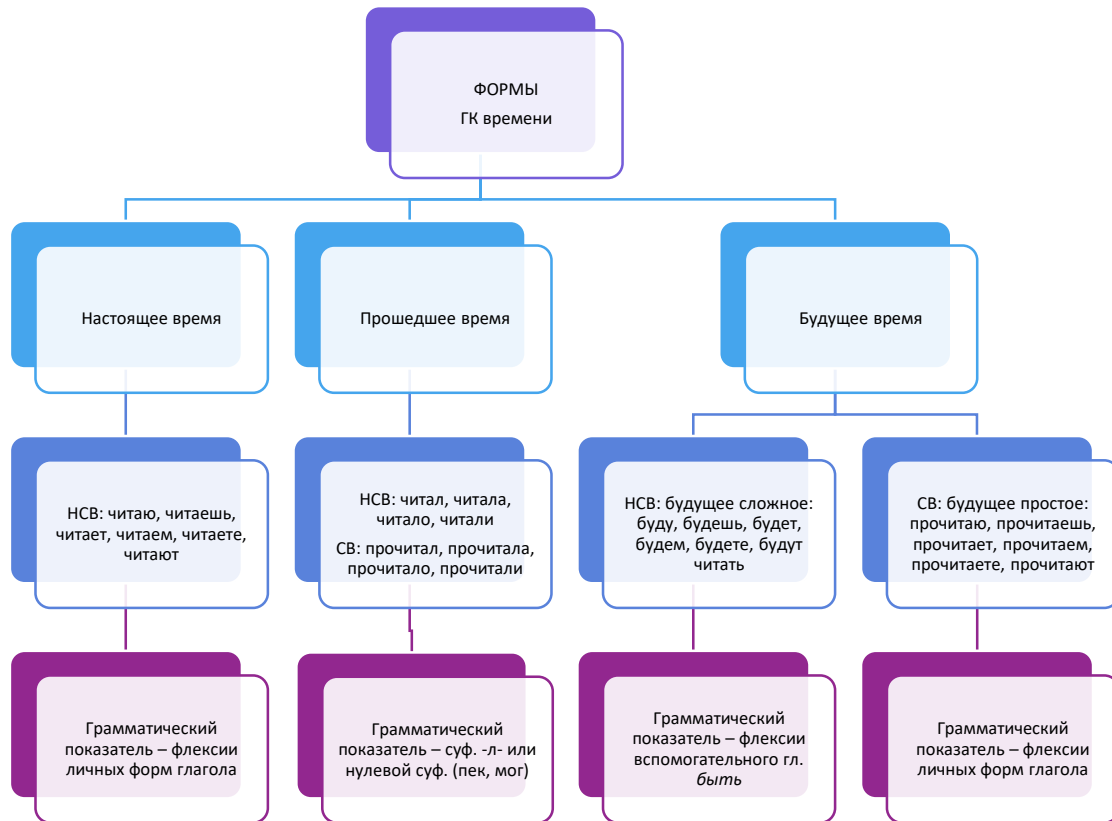 ФОРМЫ
ГК времени
Настоящее время
Прошедшее время
Будущее время
НСВ: читаю, читаешь,
читает, читаем, читаете,
читают
НСВ: читал, читала,
читало, читали
СВ: прочитал, прочитала,
прочитало, прочитали
НСВ: будущее сложное:
буду, будешь, будет,
будем, будете, будут
читать
СВ: будущее простое:
прочитаю, прочитаешь,
прочитает, прочитаем,
прочитаете, прочитают
Грамматический
показатель – флексии
личных форм глагола
Грамматический
показатель – суф. -л- или
нулевой суф. (пек, мог)
Грамматический
показатель – флексии
вспомогательного гл.
быть
Грамматический
показатель – флексии
личных форм глагола